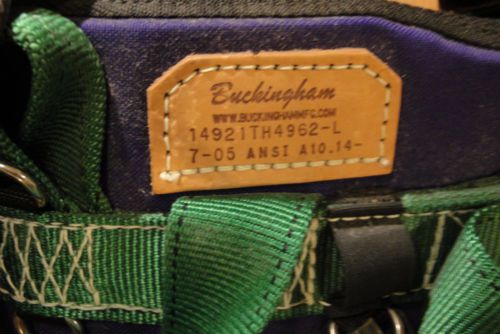 Buckingham
WWW.BUCKINGHAMMFG.COM
14921TH4962-L
7-05 ANSI A10.14-